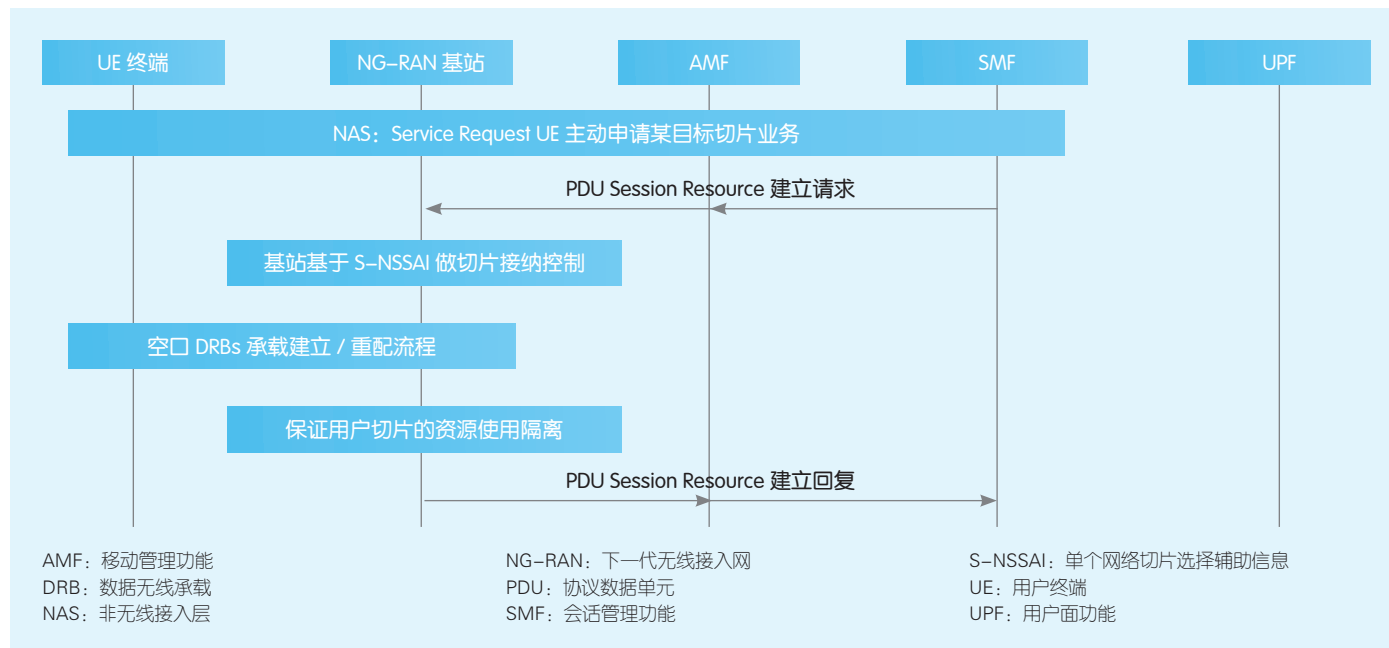 UE 终端
NG–RAN 基站
AMF
SMF
UPF
NAS：Service Request UE 主动申请某目标切片业务
PDU Session Resource 建立请求
基站基于 S–NSSAI 做切片接纳控制
空口 DRBs 承载建立 / 重配流程
保证用户切片的资源使用隔离
PDU Session Resource 建立回复
AMF：移动管理功能
DRB：数据无线承载
NAS：非无线接入层
NG–RAN：下一代无线接入网
PDU：协议数据单元
SMF：会话管理功能
S–NSSAI：单个网络切片选择辅助信息
UE：用户终端
UPF：用户面功能